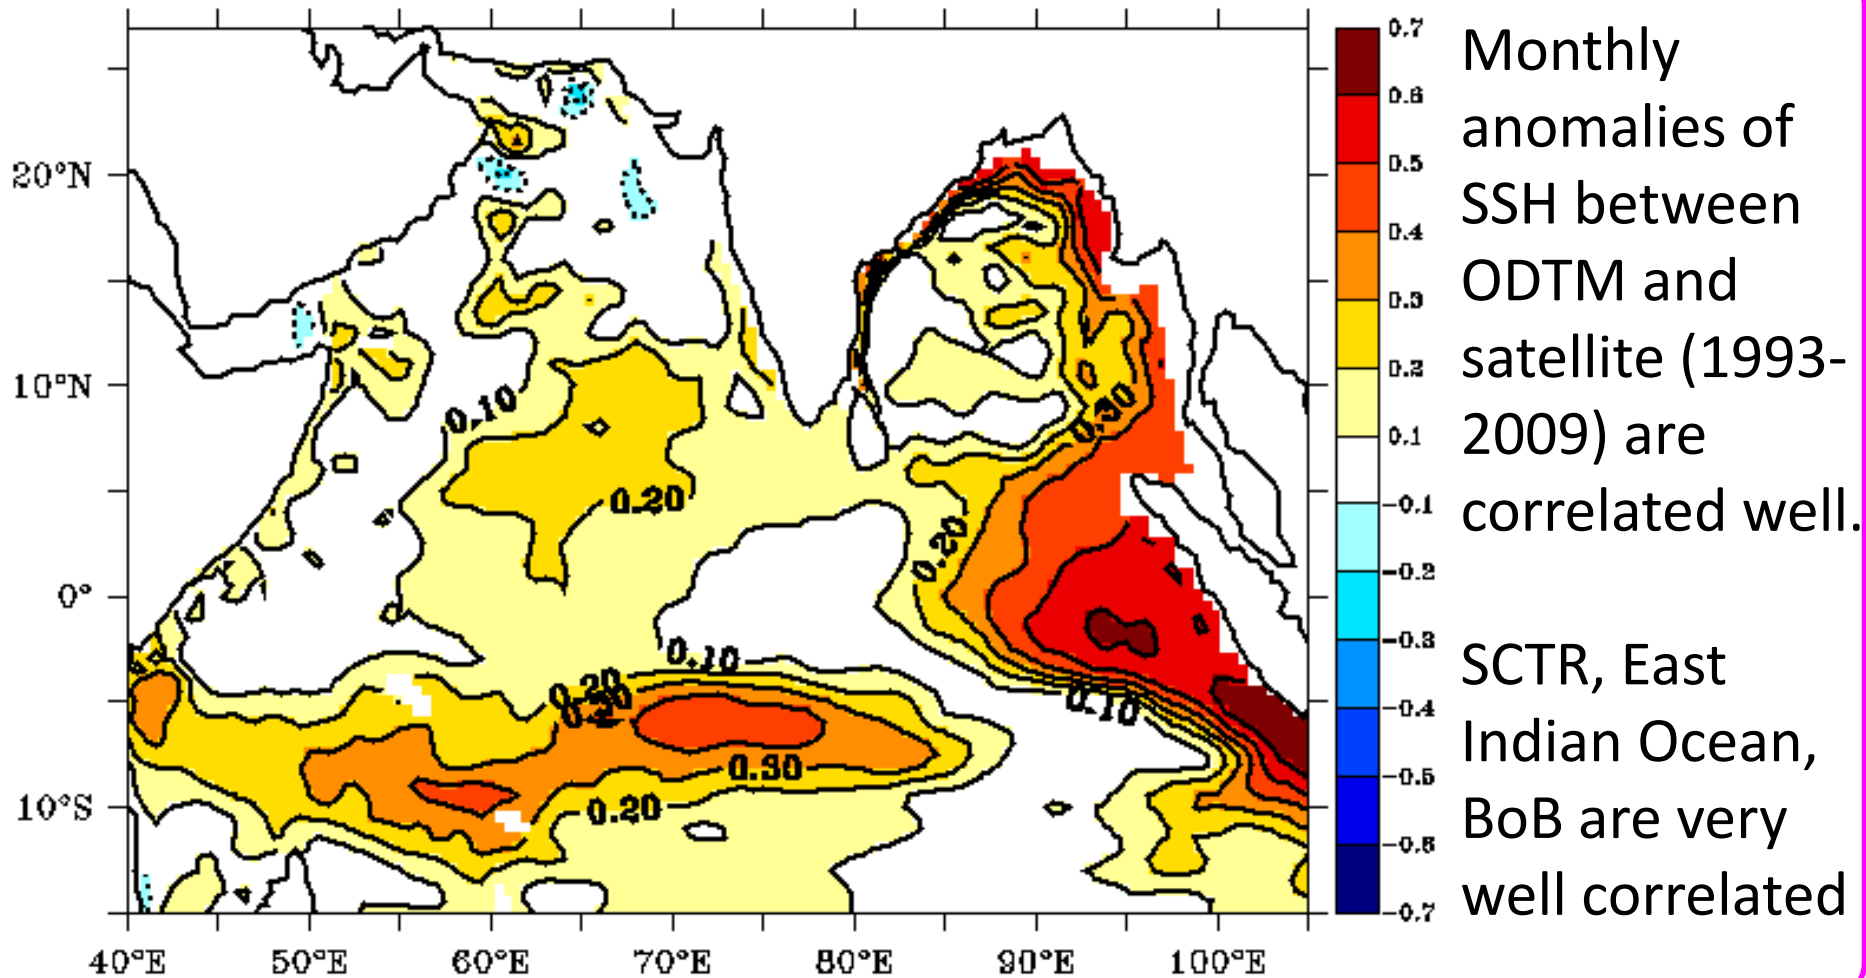 Monthly
anomalies of
SSH between
ODTM and
satellite (1993-
2009) are
correlated well.
SCTR, East
Indian Ocean,
BoB are very
well correlated
20°N
10°N
0°
10°S
40°E 50°E 60°E 70°E 80°E 90°E 100°E
0.7
0.6
0.5
0.4
0.3
0.2
0.1
-0.1
-0.2
-0.3
-0.4
-0.5
-0.6
-0.7
0.10
0.30
0.20
0.20
0.10
0.20
0.10
0.30
0.20